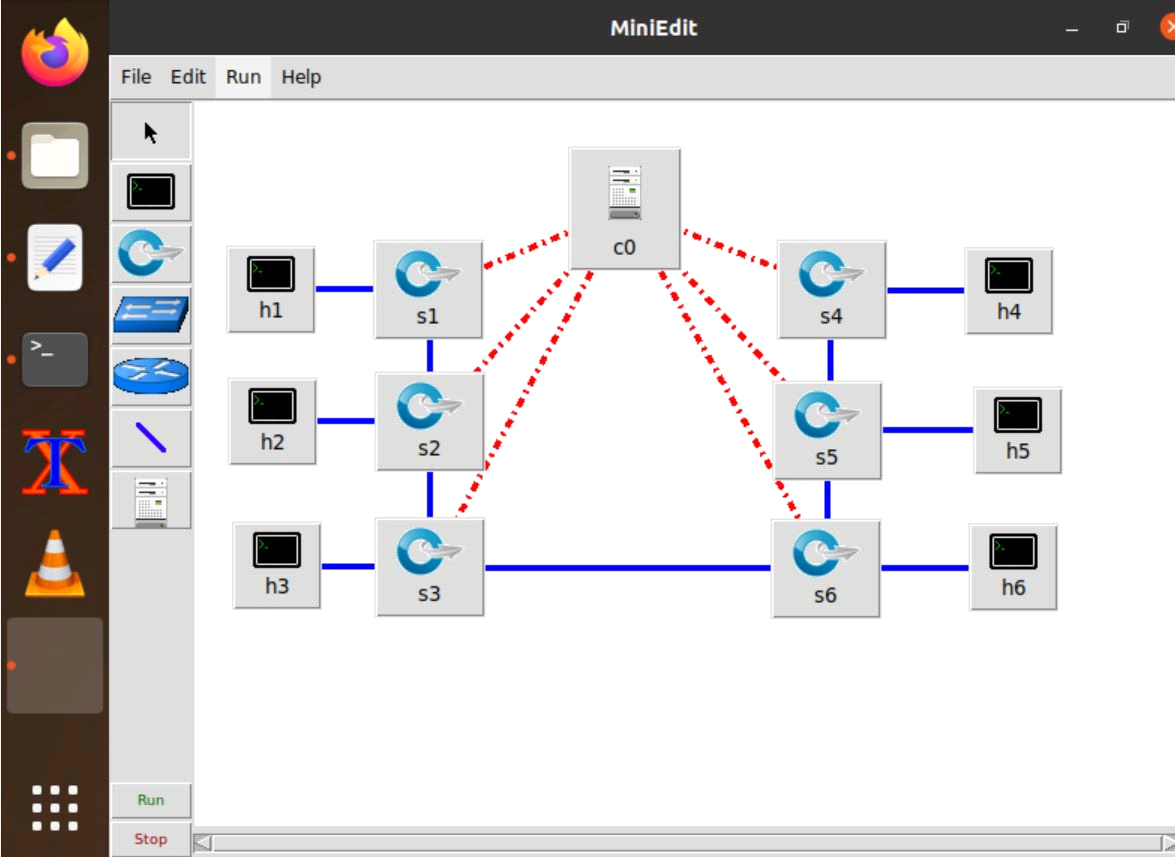 MiniEdit
File Edit Run Help
c0
h1
s1
s4
h4
h2
s2
s5
h5
h3
s3
s6
h6
Run
Stop